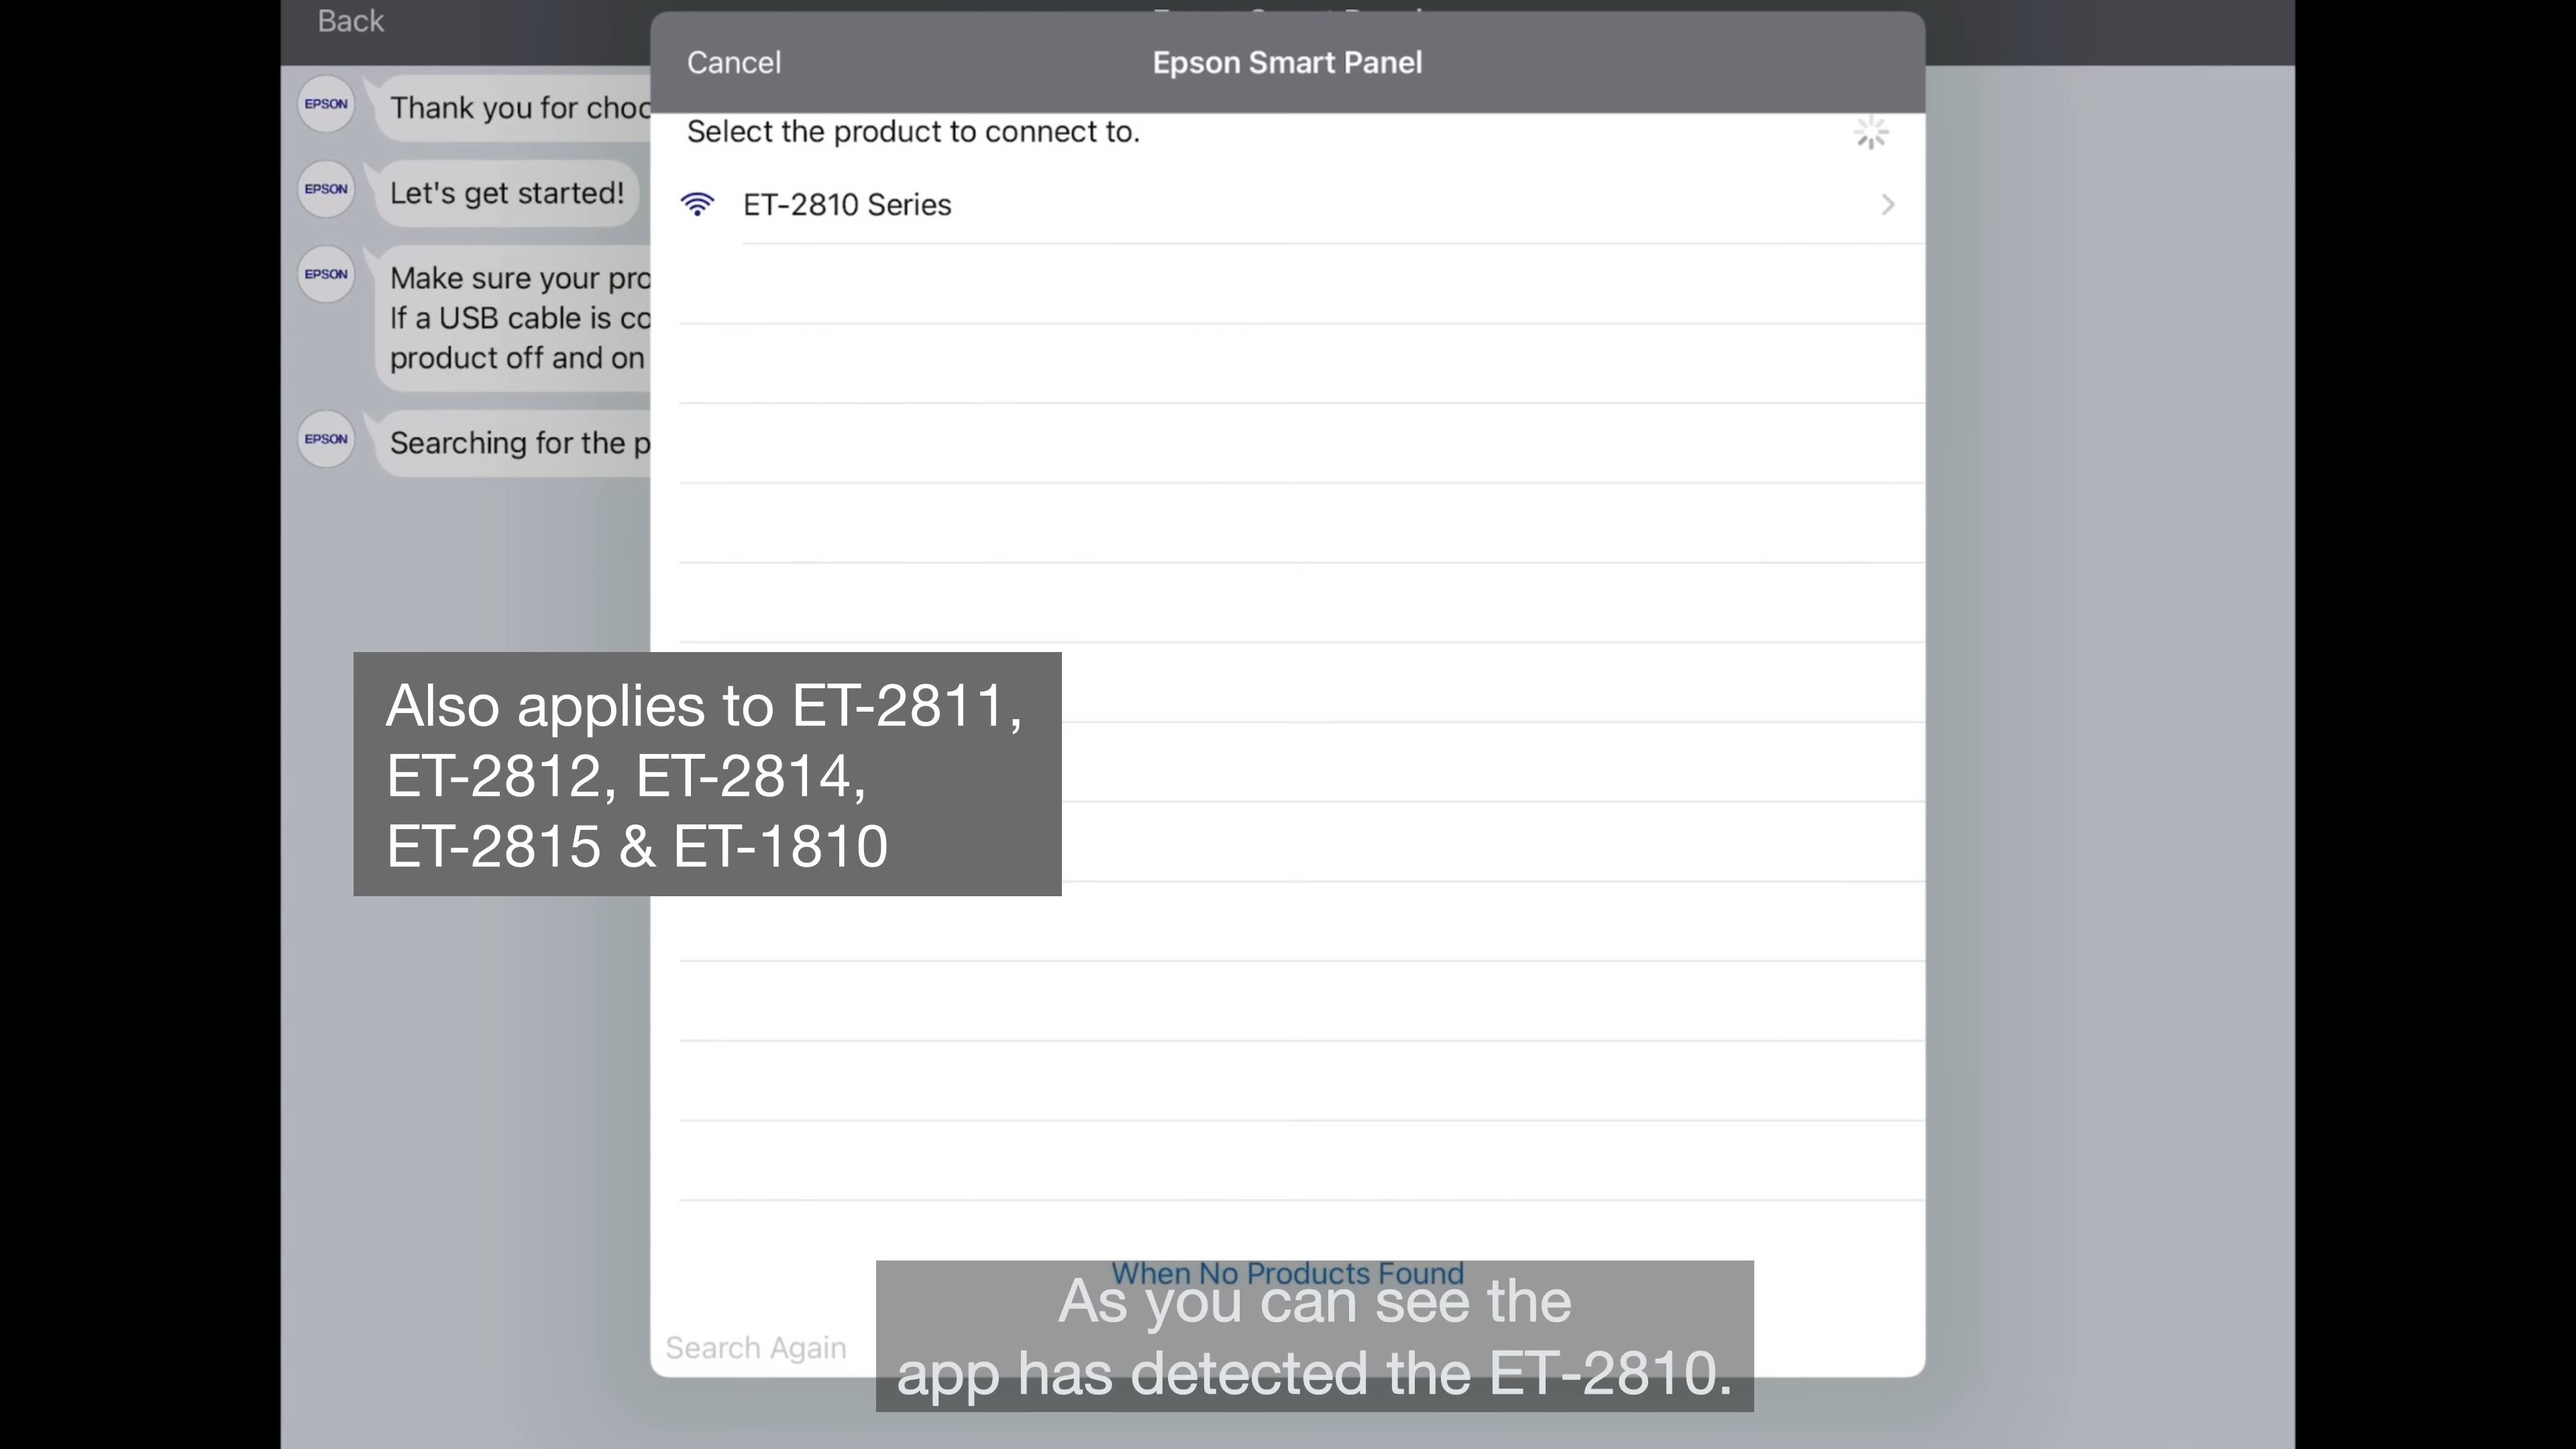 Back
Cancel
Epson Smart Panel
EPSON
Thank you for choo
Select the product to connect to.
EPSON
Let's get started!
ET-2810 Series
EPSON
Make sure your pro
If a USB cable is co
product off and on
EPSON
Searching for the p
Also applies to ET-2811,
ET-2812, ET-2814,
ET-2815 & ET-1810
When No Products Found
As you can see the
app has detected the ET-2810.
Search Again